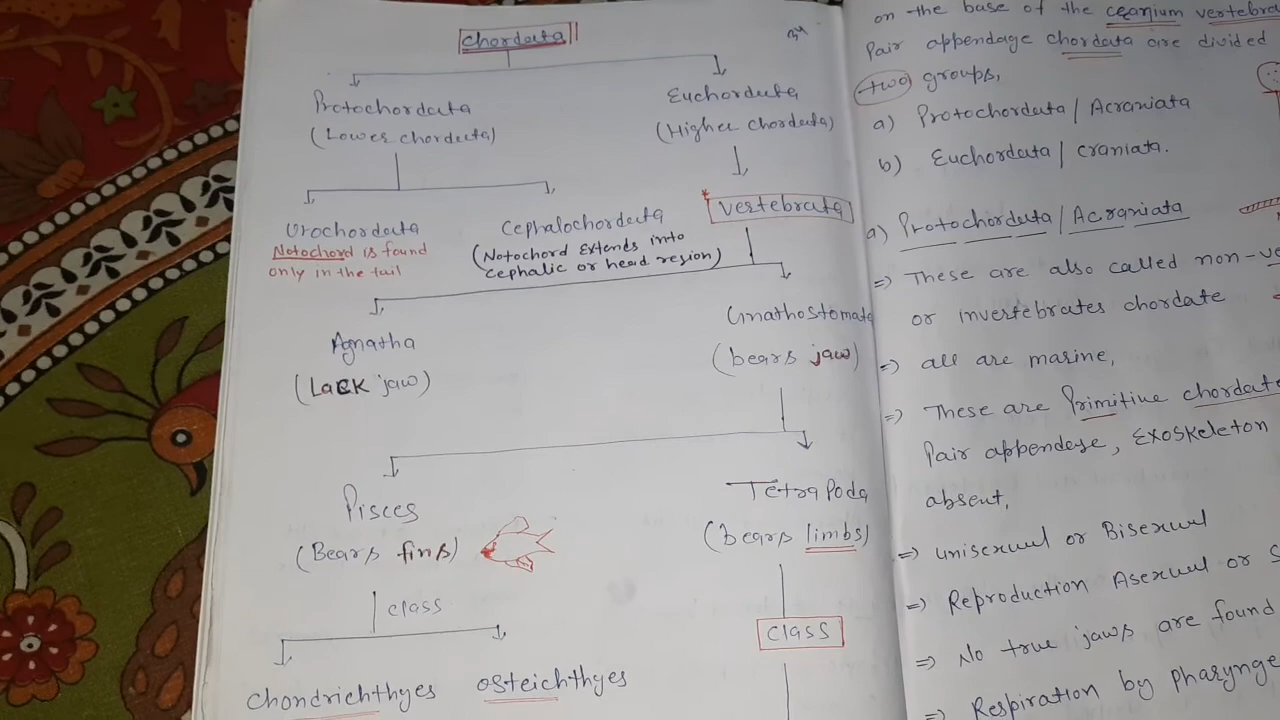 Chordata
Protochordata
(Lower chordata)
Euchordata
(Higher chordata)
Urochordata
Notochord is found
only in the tail
Cephalochordata
(Notochord Extends into
Cephalic or head resion)
* Vertebrata
Agnatha
(Lack jaw)
Gnathostomata
(bears jaw)
Pisces
(Bears fins)
Tetrapoda
(bears limbs)
class
Chondrichthyes
Osteichthyes
class
on the base of the cranium vertebra
Pair appendage chordata are divided
two groups,
a) Protochordata / Acraniata
b) Euchordata / craniata.
a) Protochordata / Acraniata
⇒ These are also called non-ve
or invertebrates chordate
⇒ all are marine,
⇒ These are Primitive chordate
Pair appendage, Exoskeleton
absent,
⇒ unisexual or Bisexual
⇒ Reproduction Asexual or S
⇒ No true jaws are found
⇒ Respiration by pharynge